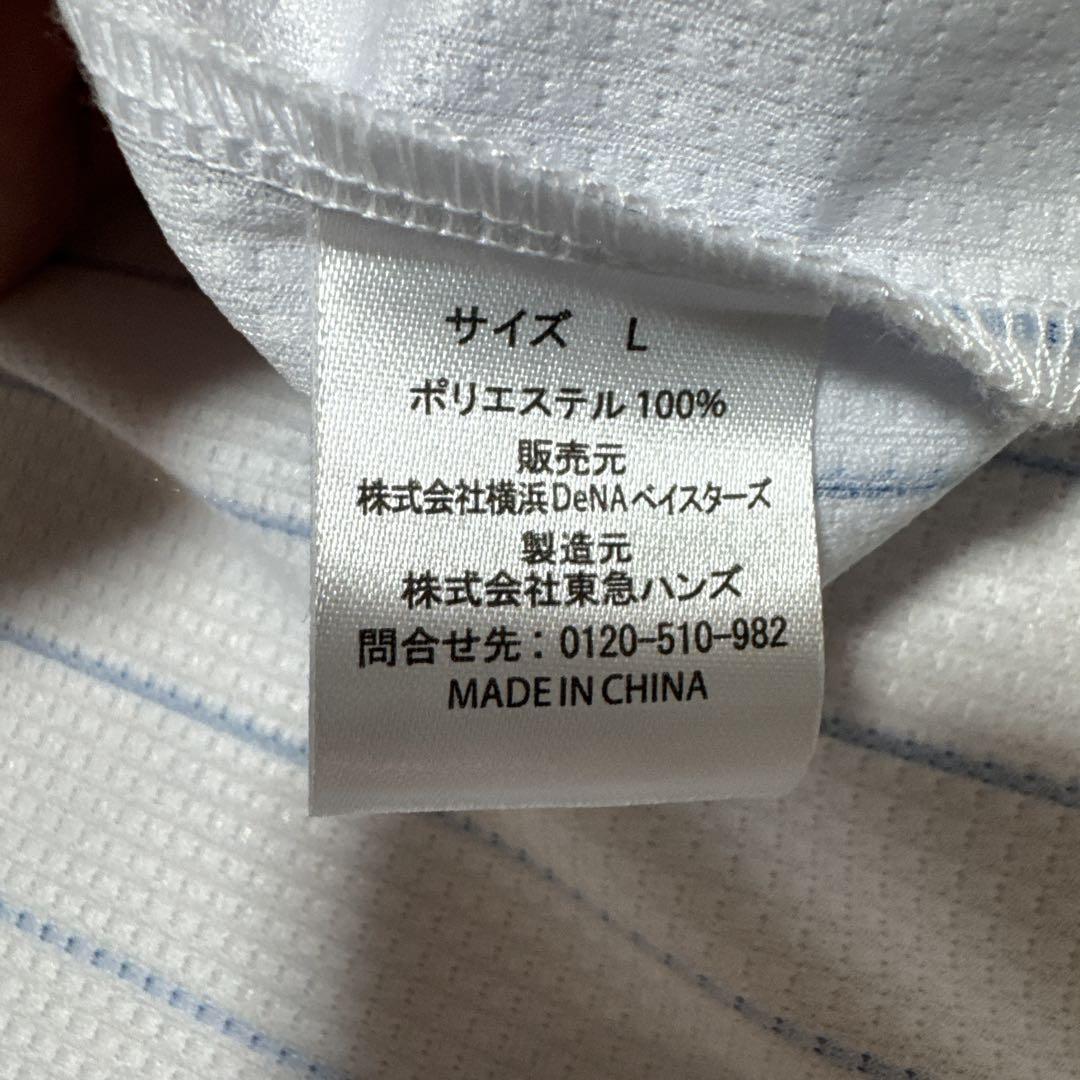 サイズ L
ポリエステル 100%
販売元
株式会社横浜DeNAベイスターズ
製造元
株式会社東急ハンズ
問合せ先：0120-510-982
MADE IN CHINA